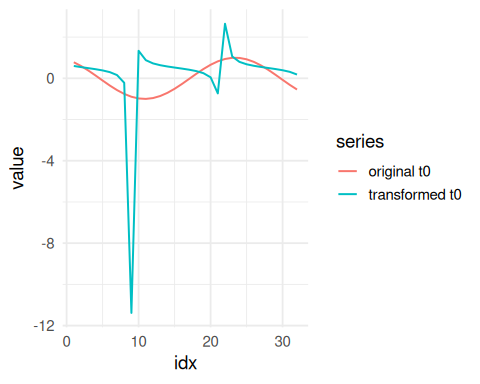 0
-4
-8
-12
value
0
10
20
30
idx
series
original t0
transformed t0